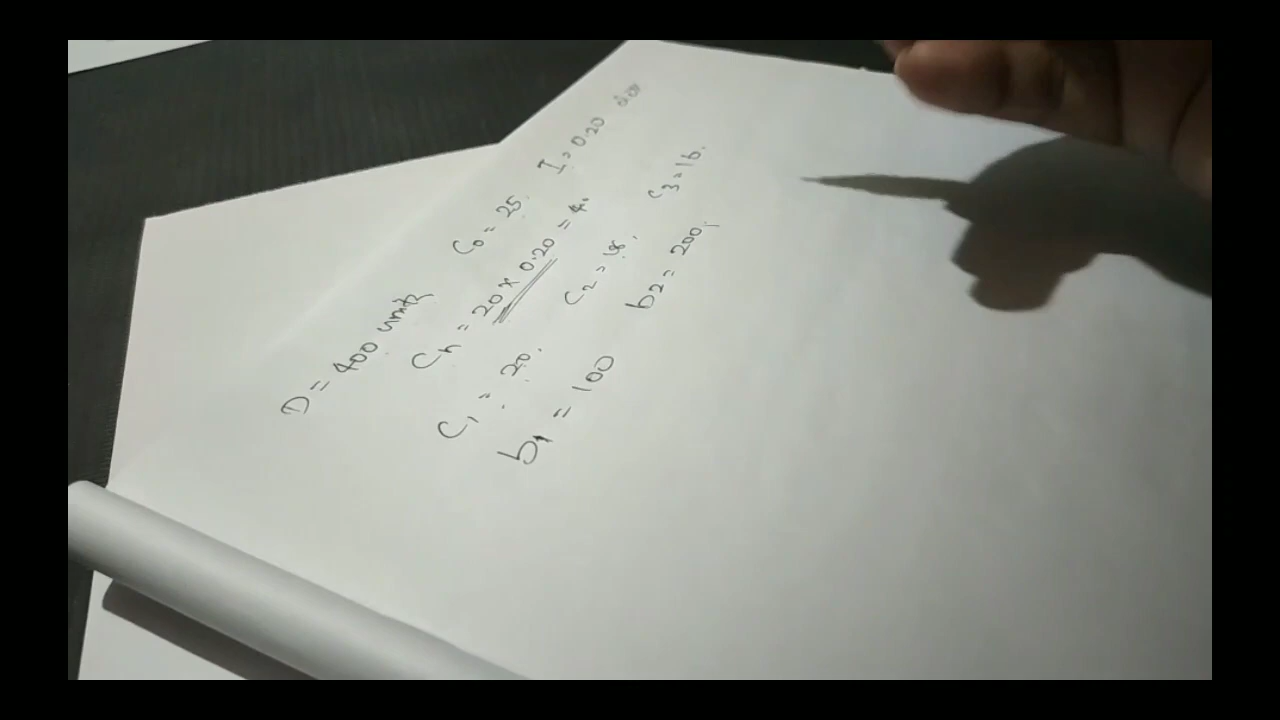 D = 400 units C₀ = 25. I = 0.20
Cₕ = 20 × 0.20 = 4.
C₁ = 20. C₂ = 18. C₃ = 16.
b₁ = 100 b₂ = 200;